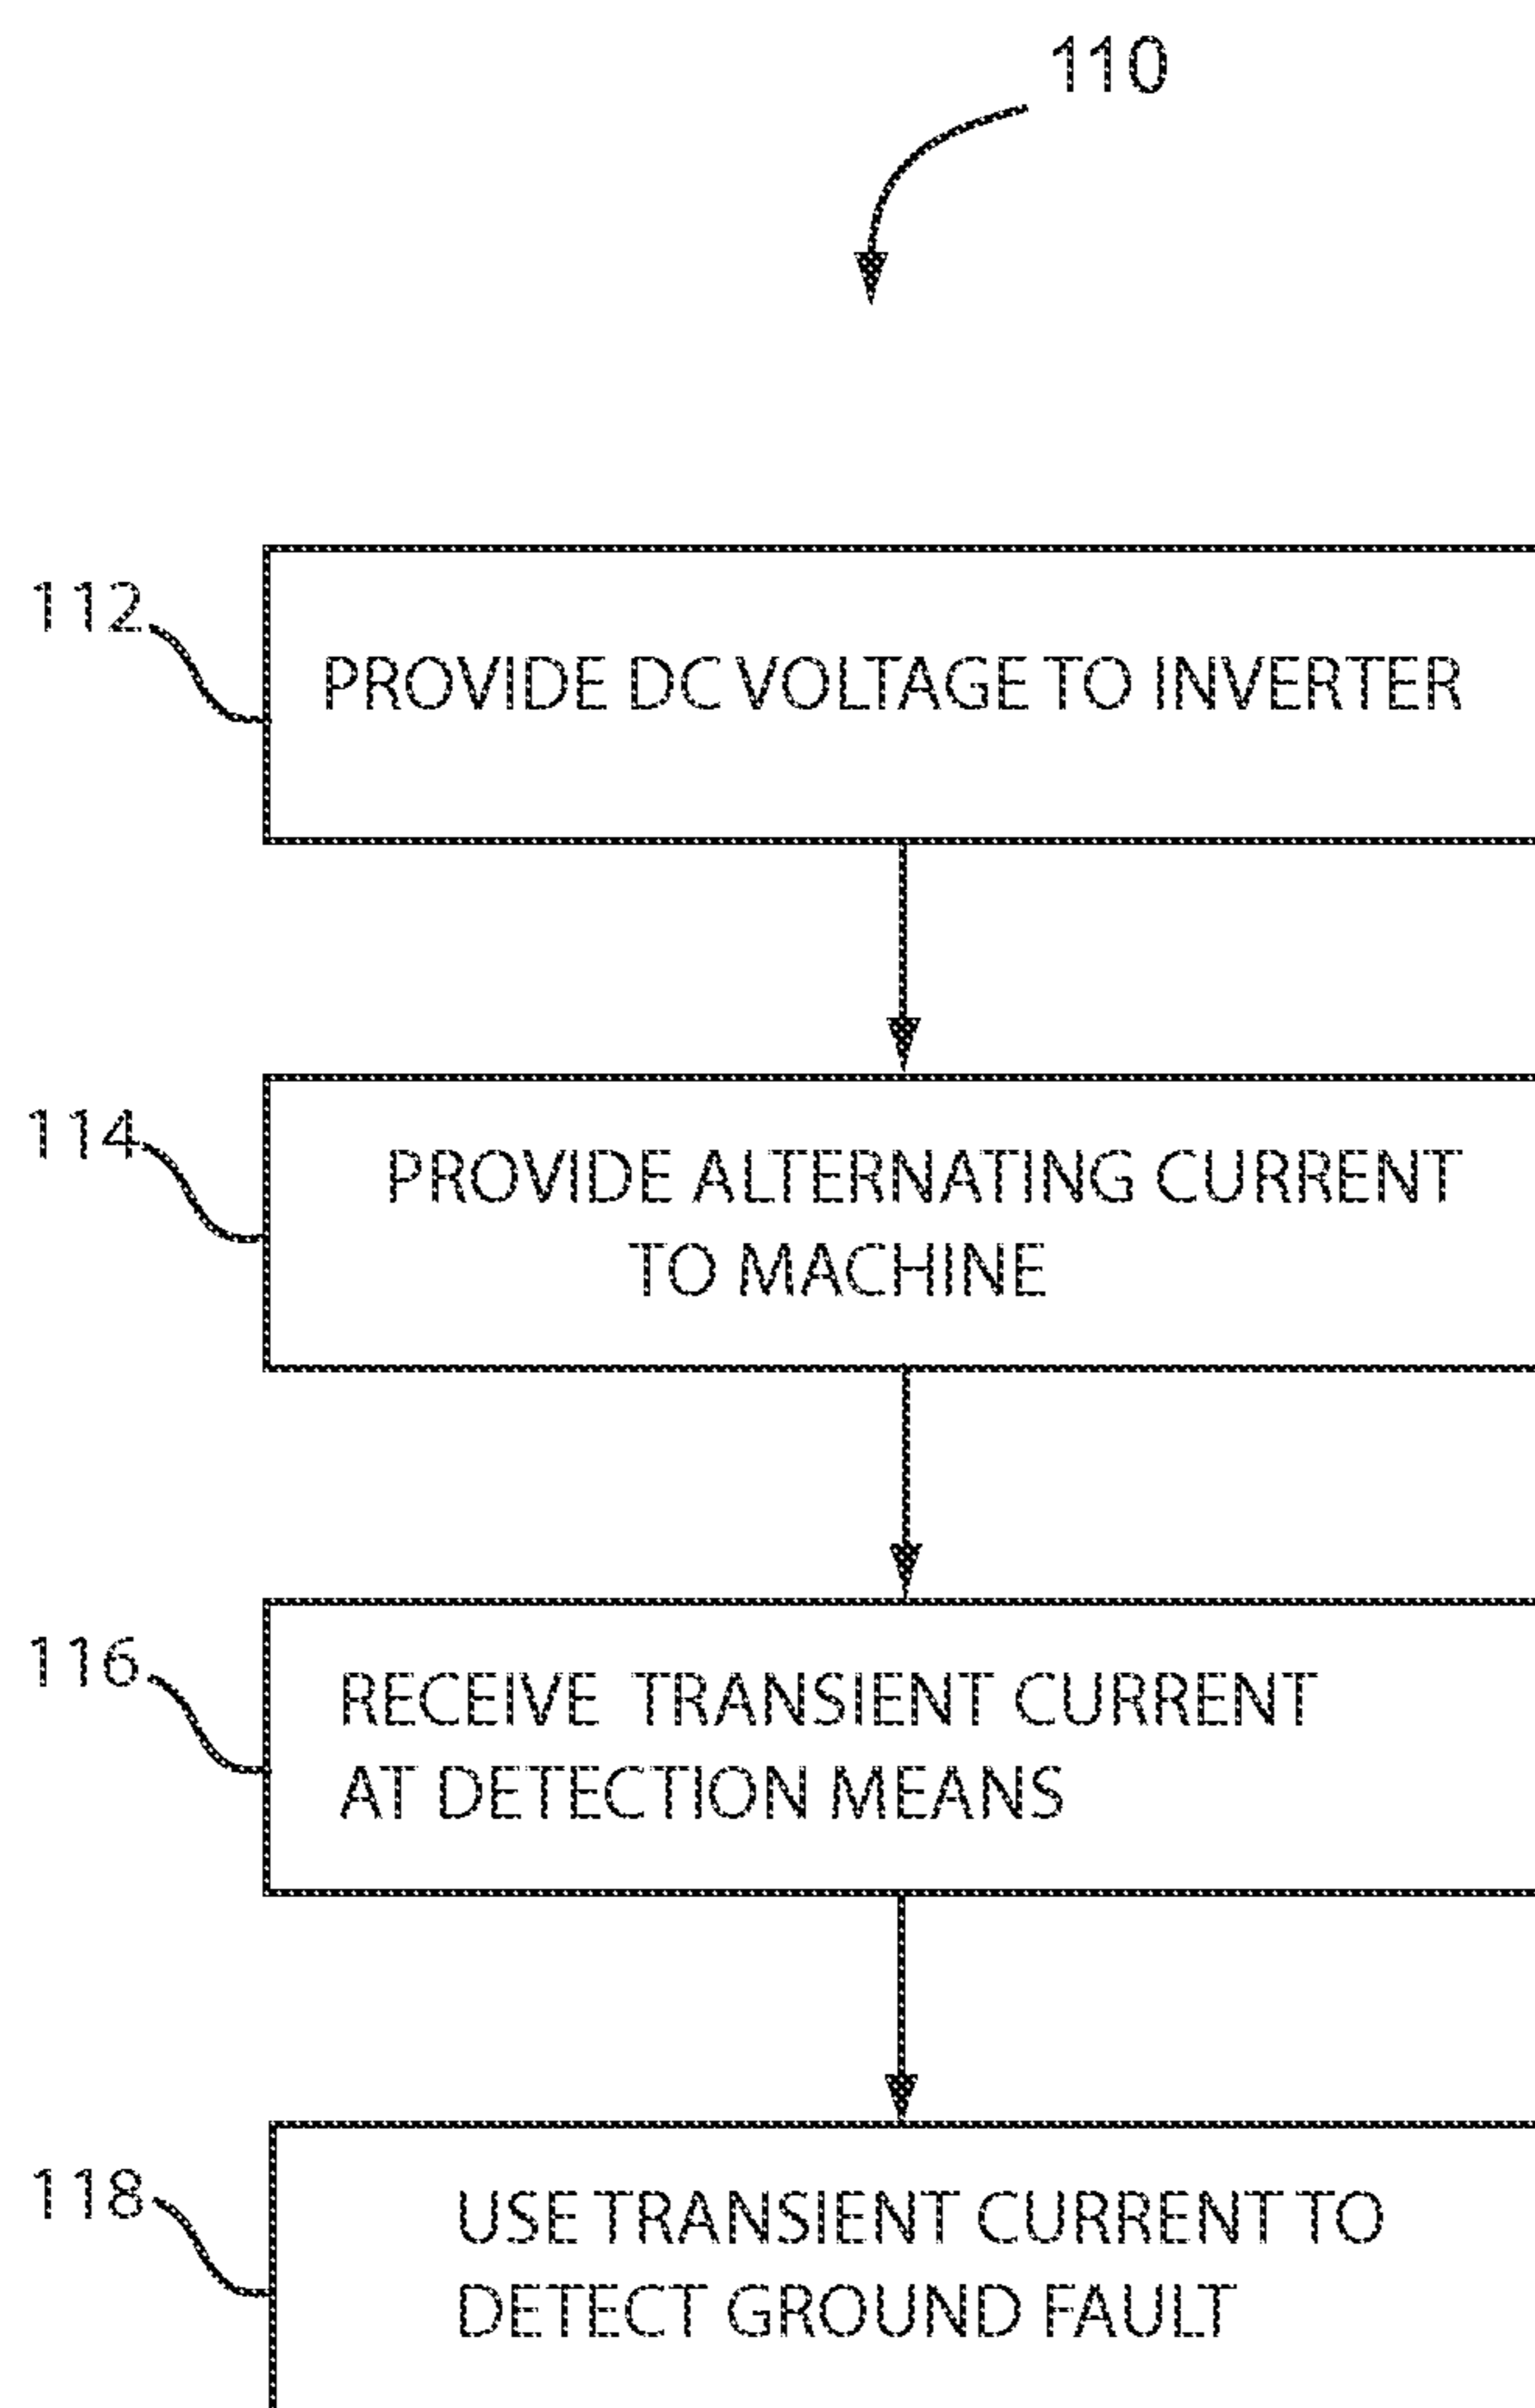 110
112
PROVIDE DC VOLTAGE TO INVERTER
114
PROVIDE ALTERNATING CURRENT
TO MACHINE
116
RECEIVE TRANSIENT CURRENT
AT DETECTION MEANS
118
USE TRANSIENT CURRENT TO
DETECT GROUND FAULT